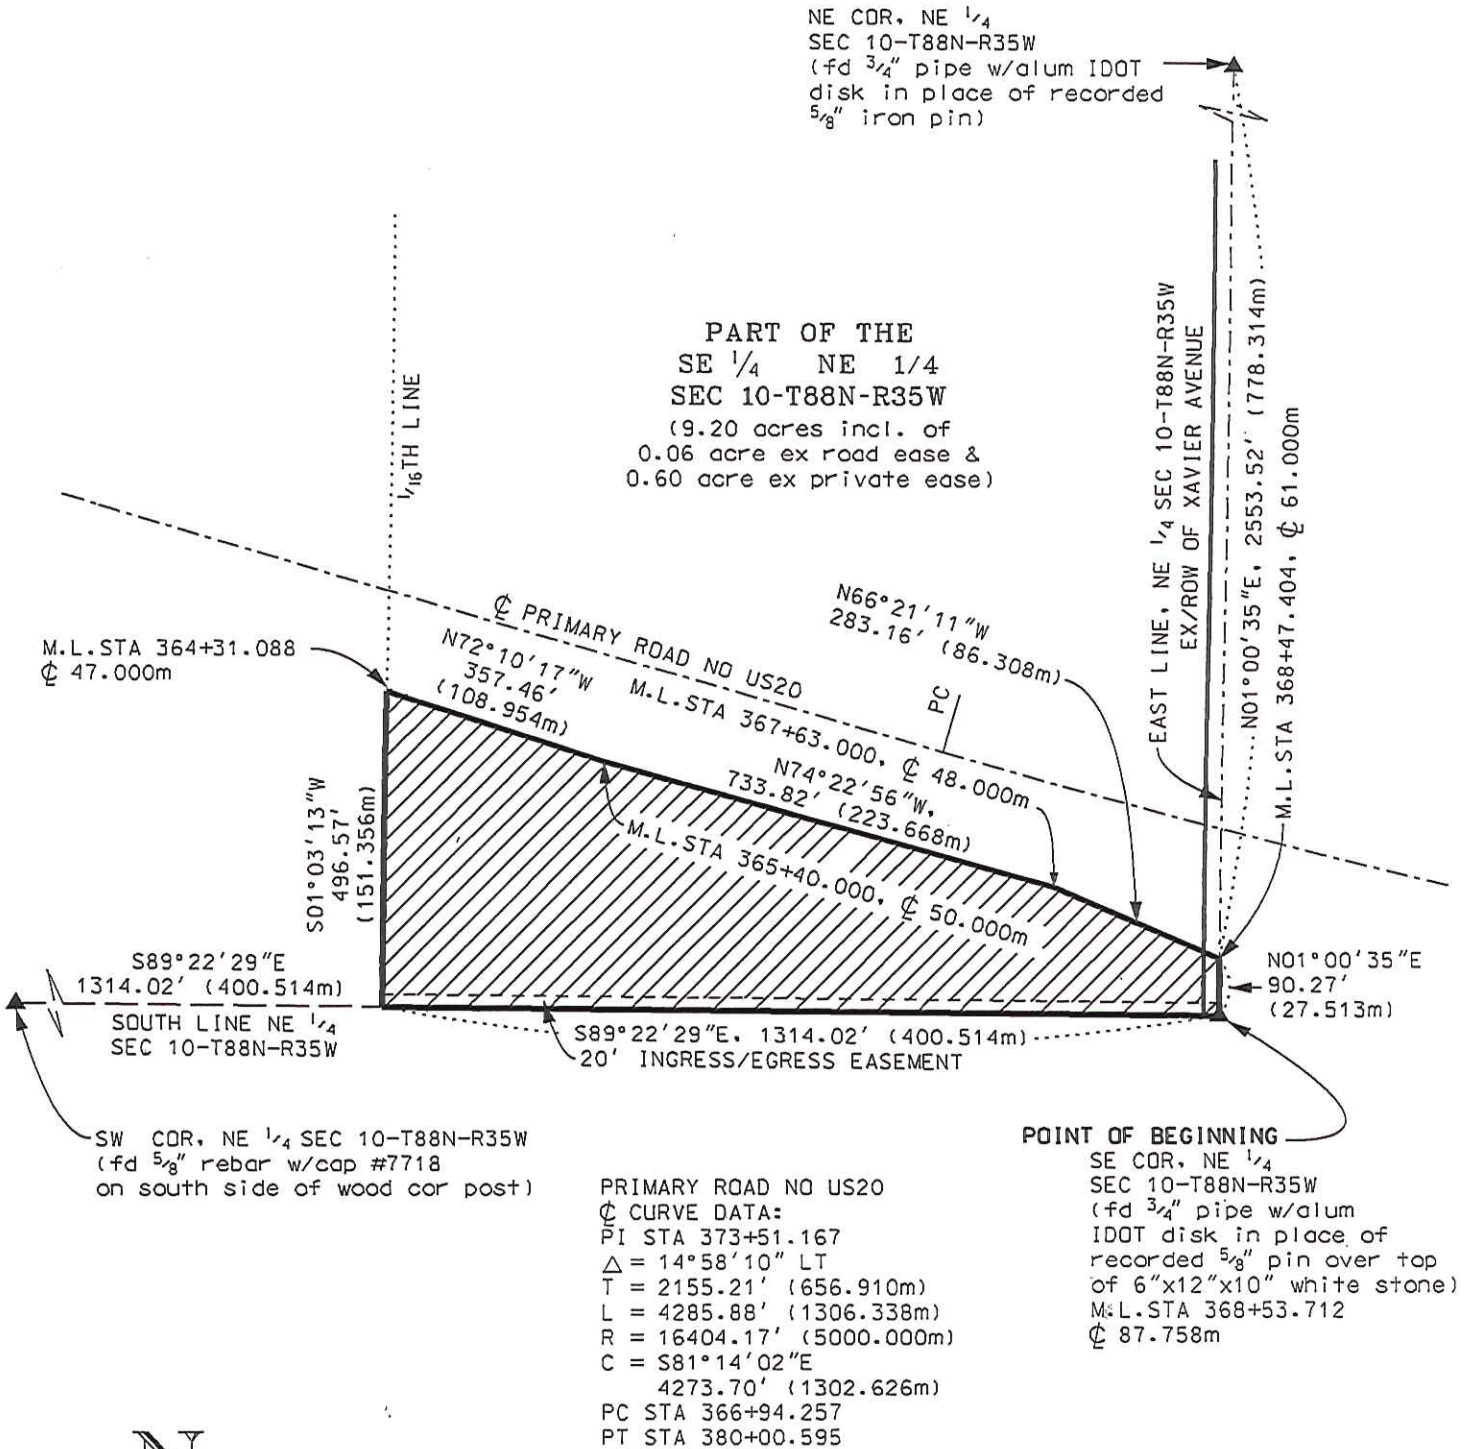 NE COR, NE 1/4
SEC 10-T88N-R35W
(fd 3/4" pipe w/alum IDOT
disk in place of recorded
5/8" iron pin)
PART OF THE
SE 1/4 NE 1/4
SEC 10-T88N-R35W
(9.20 acres incl. of
0.06 acre ex road ease &
0.60 acre ex private ease)
1/16TH LINE
EAST LINE, NE 1/4 SEC 10-T88N-R35W
EX/ROW OF XAVIER AVENUE
N01°00'35"E, 2553.52' (778.314m)
M.L.STA 368+47.404, ℄ 61.000m
M.L.STA 364+31.088
℄ 47.000m
℄ PRIMARY ROAD NO US20
N72°10'17"W
357.46'
(108.954m)
M.L.STA 367+63.000, ℄ 48.000m
N66°21'11"W
283.16' (86.308m)
PC
N74°22'56"W,
733.82' (223.668m)
M.L.STA 365+40.000, ℄ 50.000m
S01°03'13"W
496.57'
(151.356m)
S89°22'29"E
1314.02' (400.514m)
SOUTH LINE NE 1/4
SEC 10-T88N-R35W
N01°00'35"E
90.27'
(27.513m)
S89°22'29"E, 1314.02' (400.514m)
20' INGRESS/EGRESS EASEMENT
SW COR, NE 1/4 SEC 10-T88N-R35W
(fd 5/8" rebar w/cap #7718
on south side of wood cor post)
POINT OF BEGINNING
SE COR, NE 1/4
SEC 10-T88N-R35W
(fd 3/4" pipe w/alum
IDOT disk in place of
recorded 5/8" pin over top
of 6"x12"x10" white stone)
M.L.STA 368+53.712
℄ 87.758m
PRIMARY ROAD NO US20
℄ CURVE DATA:
PI STA 373+51.167
△ = 14°58'10" LT
T = 2155.21' (656.910m)
L = 4285.88' (1306.338m)
R = 16404.17' (5000.000m)
C = S81°14'02"E
4273.70' (1302.626m)
PC STA 366+94.257
PT STA 380+00.595
N